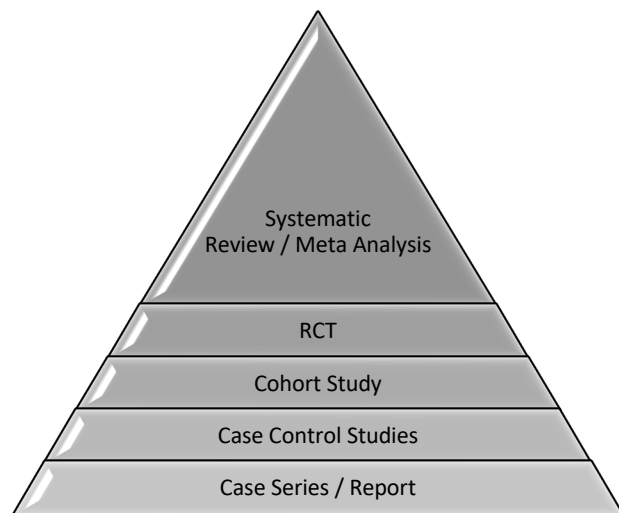 Systematic
Review / Meta Analysis
RCT
Cohort Study
Case Control Studies
Case Series / Report